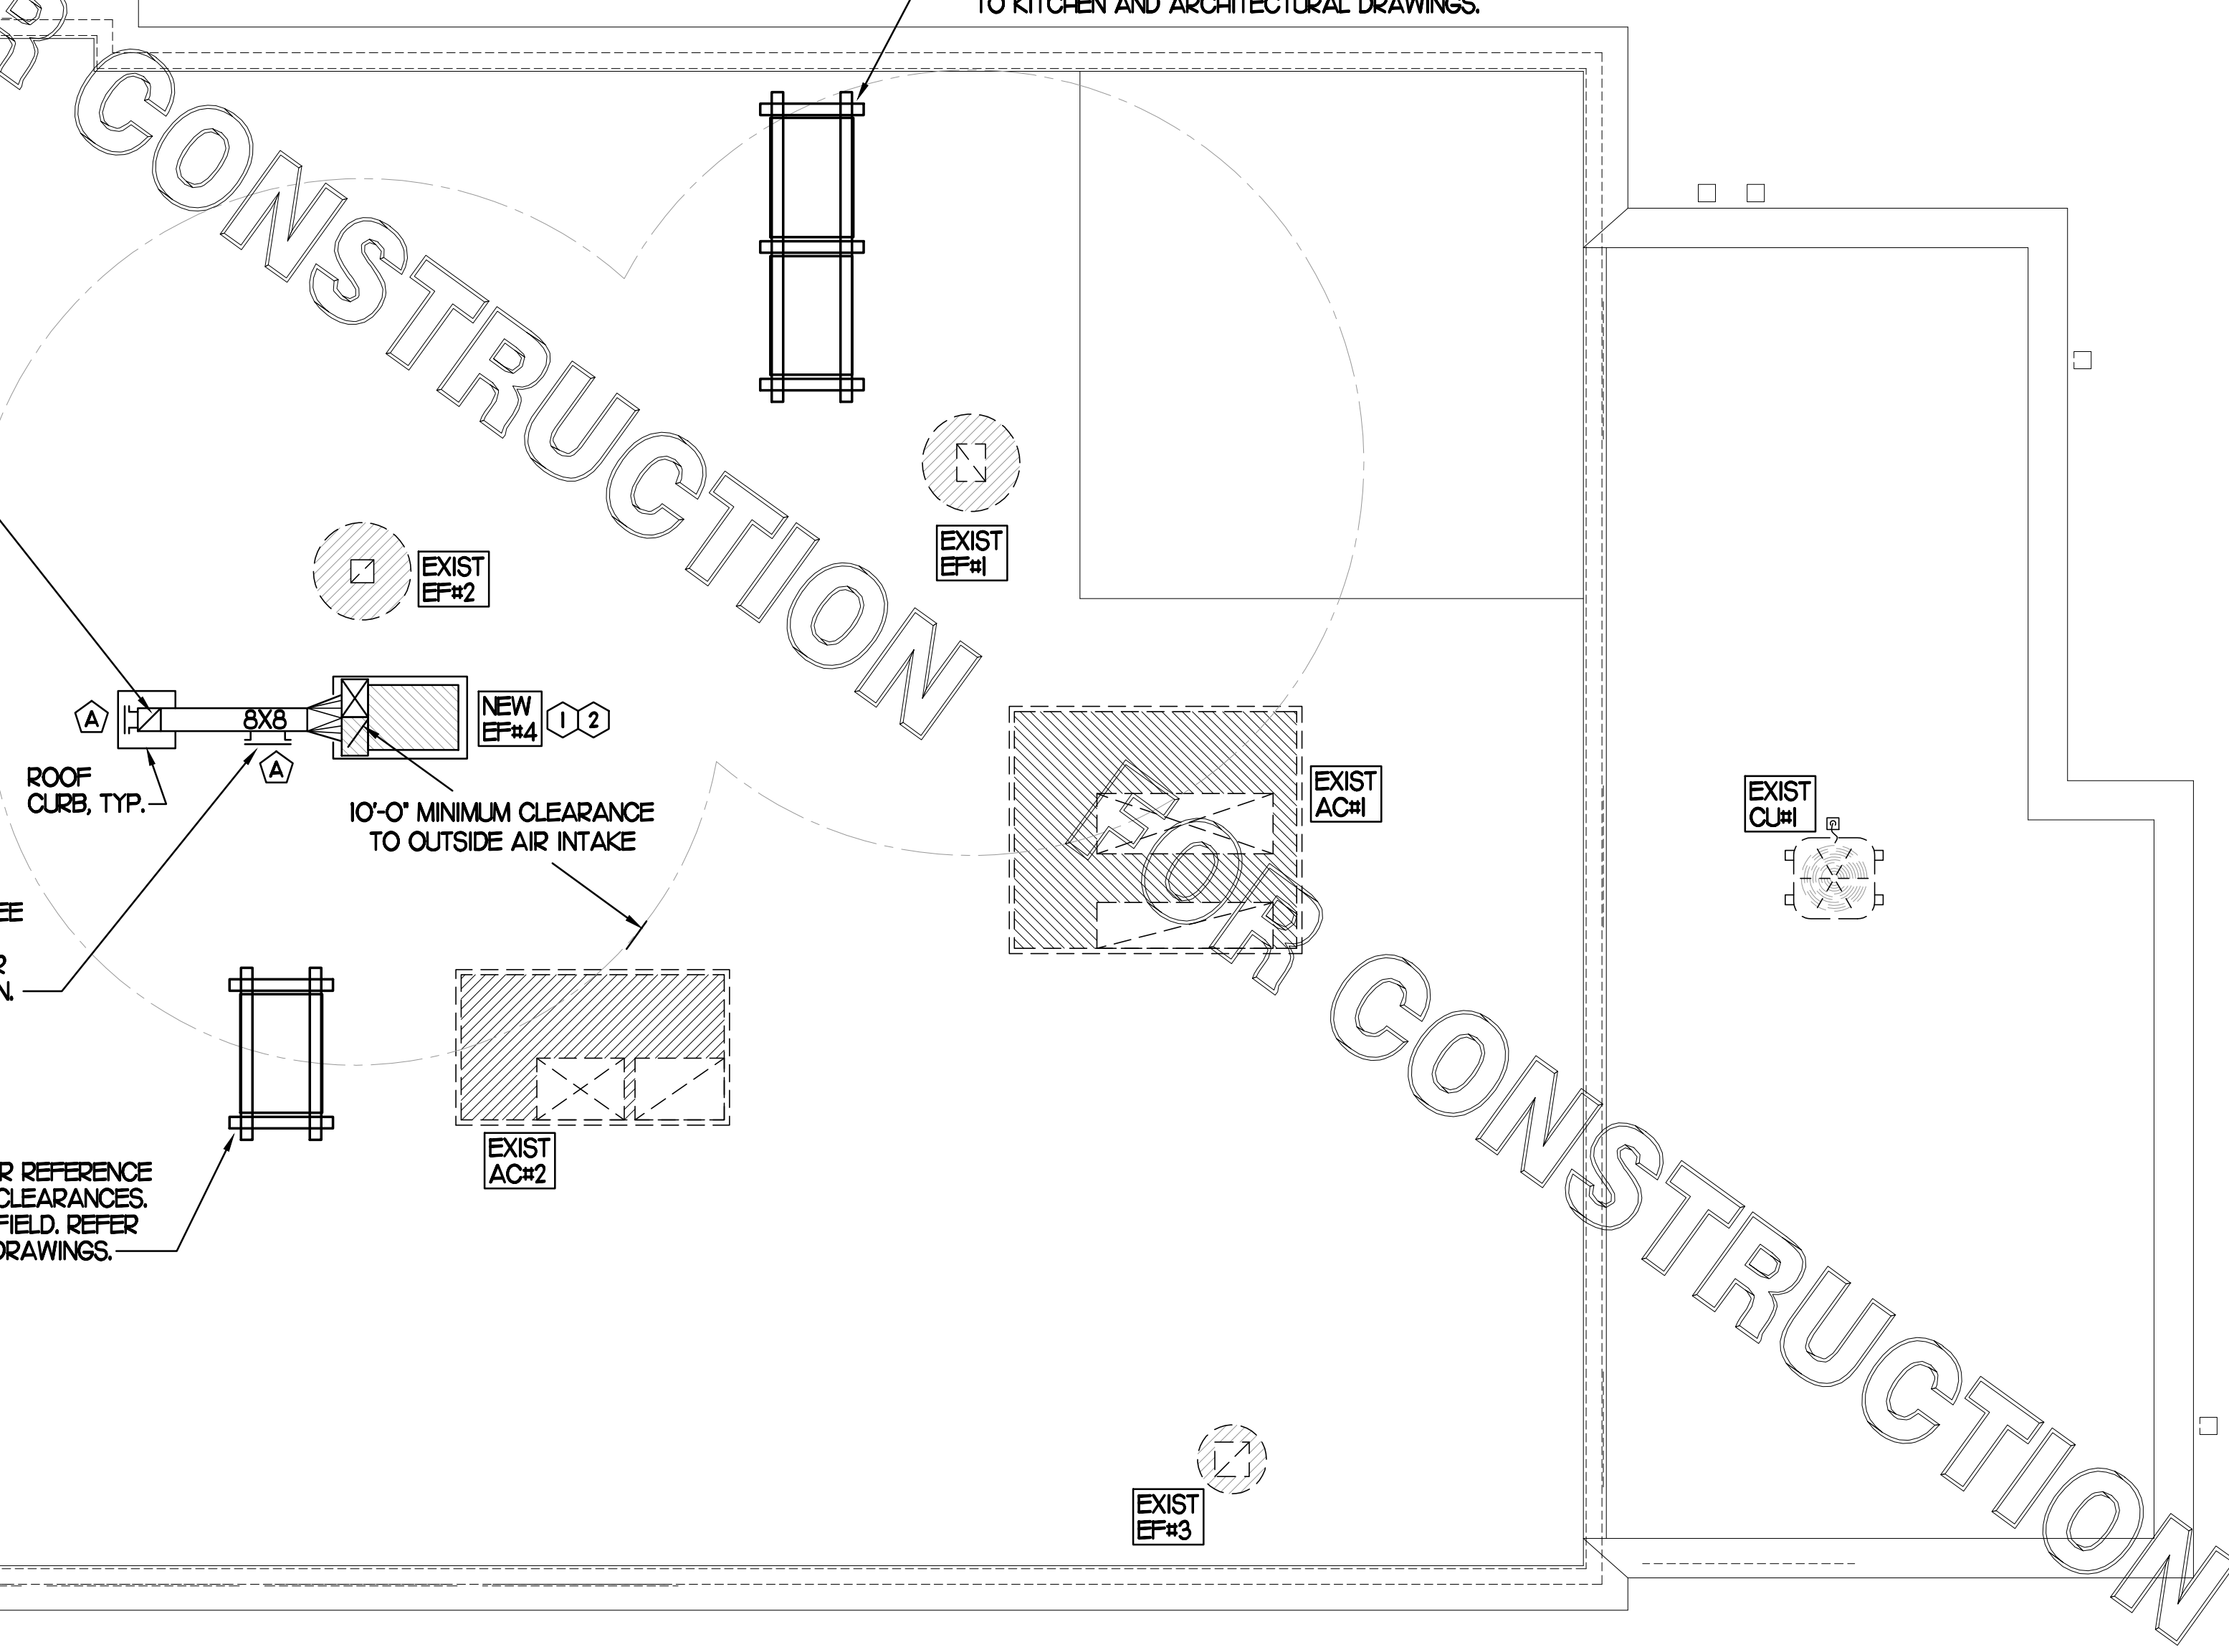 TO KITCHEN AND ARCHITECTURAL DRAWINGS.
R CONSTRUCTION
EXIST
EF#1
EXIST
EF#2
NEW
EF#4
1
2
A
8X8
A
ROOF
CURB, TYP.
10'-0" MINIMUM CLEARANCE
TO OUTSIDE AIR INTAKE
EXIST
AC#1
EXIST
CU#1
FOR CONSTRUCTION
N.
EXIST
AC#2
R REFERENCE
CLEARANCES.
FIELD. REFER
DRAWINGS.
EXIST
EF#3